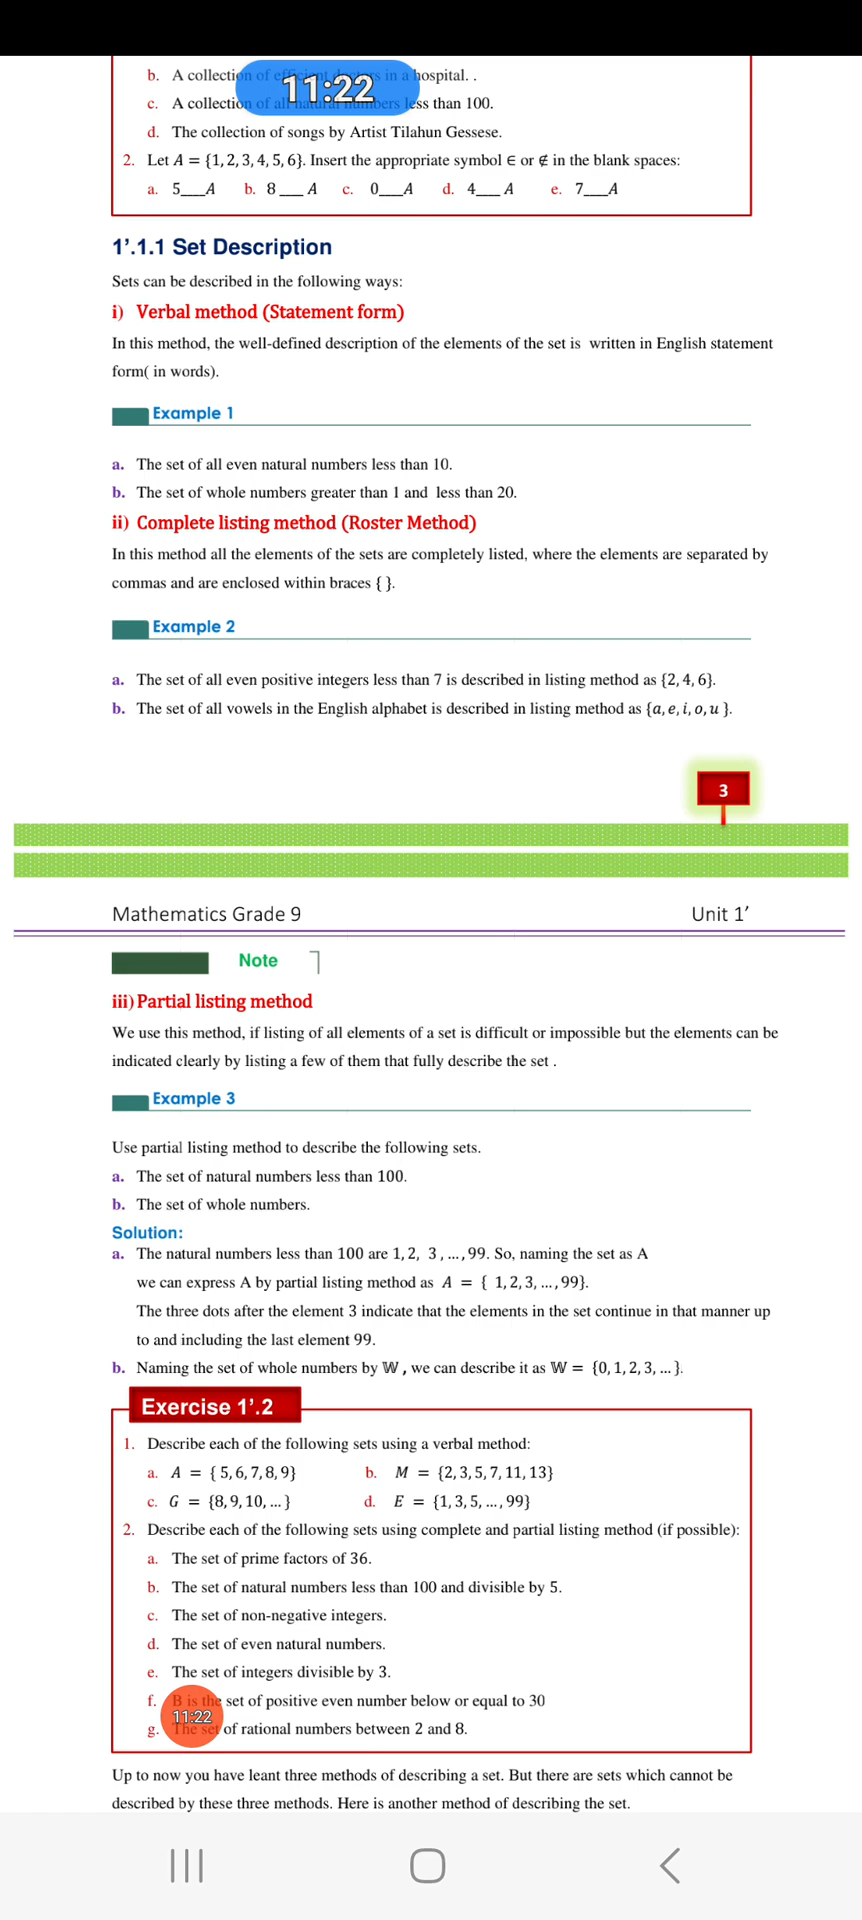 b. A collection of efficient doctors in a hospital. .
11:22
c. A collection of all natural numbers less than 100.
d. The collection of songs by Artist Tilahun Gessese.
2. Let A = {1, 2, 3, 4, 5, 6}. Insert the appropriate symbol ∈ or ∉ in the blank spaces:
a. 5___A b. 8 ___ A c. 0___A d. 4___ A e. 7___A
1’.1.1 Set Description
Sets can be described in the following ways:
i) Verbal method (Statement form)
In this method, the well-defined description of the elements of the set is written in English statement
form( in words).
Example 1
a. The set of all even natural numbers less than 10.
b. The set of whole numbers greater than 1 and less than 20.
ii) Complete listing method (Roster Method)
In this method all the elements of the sets are completely listed, where the elements are separated by
commas and are enclosed within braces { }.
Example 2
a. The set of all even positive integers less than 7 is described in listing method as {2, 4, 6}.
b. The set of all vowels in the English alphabet is described in listing method as {a, e, i, o, u }.
3
Mathematics Grade 9 Unit 1’
Note
iii) Partial listing method
We use this method, if listing of all elements of a set is difficult or impossible but the elements can be
indicated clearly by listing a few of them that fully describe the set .
Example 3
Use partial listing method to describe the following sets.
a. The set of natural numbers less than 100.
b. The set of whole numbers.
Solution:
a. The natural numbers less than 100 are 1, 2, 3 , … , 99. So, naming the set as A
we can express A by partial listing method as A = { 1, 2, 3, … , 99}.
The three dots after the element 3 indicate that the elements in the set continue in that manner up
to and including the last element 99.
b. Naming the set of whole numbers by 𝕎 , we can describe it as 𝕎 = {0, 1, 2, 3, … }.
Exercise 1’.2
1. Describe each of the following sets using a verbal method:
a. A = { 5, 6, 7, 8, 9} b. M = {2, 3, 5, 7, 11, 13}
c. G = {8, 9, 10, … } d. E = {1, 3, 5, … , 99}
2. Describe each of the following sets using complete and partial listing method (if possible):
a. The set of prime factors of 36.
b. The set of natural numbers less than 100 and divisible by 5.
c. The set of non-negative integers.
d. The set of even natural numbers.
e. The set of integers divisible by 3.
f. B is the set of positive even number below or equal to 30
11:22
g. The set of rational numbers between 2 and 8.
Up to now you have leant three methods of describing a set. But there are sets which cannot be
described by these three methods. Here is another method of describing the set.